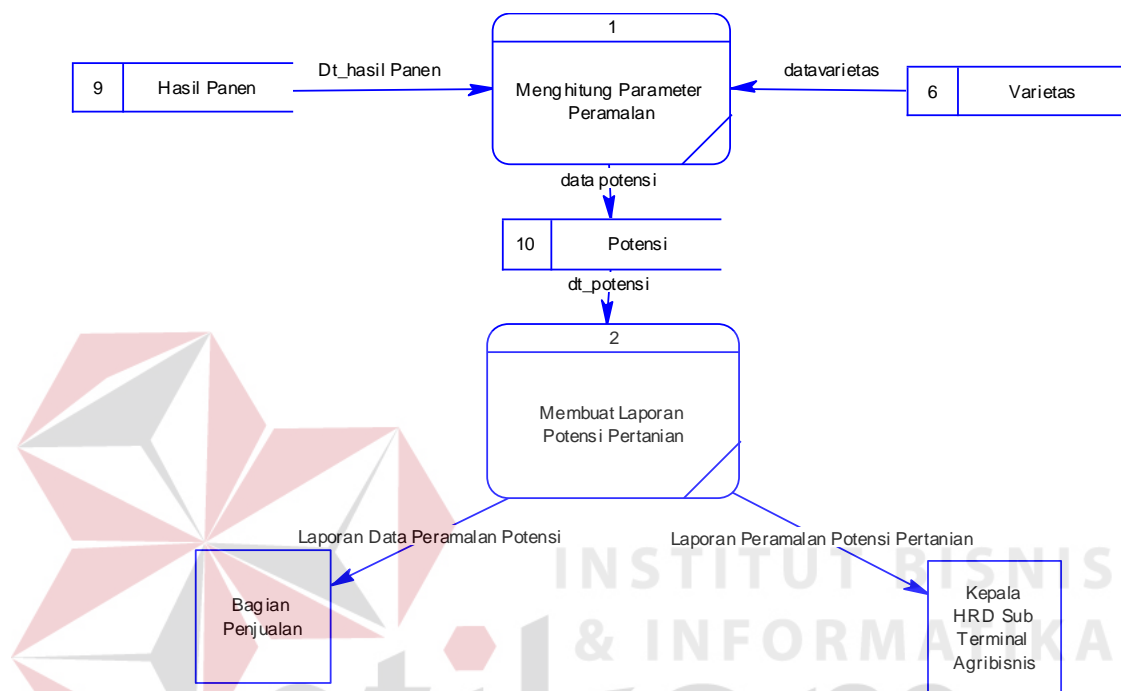 1
Dt_hasil Panen
datavarietas
9
Hasil Panen
Menghitung Parameter
Peramalan
6
Varietas
data potensi
10
Potensi
dt_potensi
2
Membuat Laporan
Potensi Pertanian
Laporan Data Peramalan Potensi
Laporan Peramalan Potensi Pertanian
INSTITUT BISNIS
& INFORMATIKA
Bagian
Penjualan
Kepala
HRD Sub
Terminal
Agribisnis